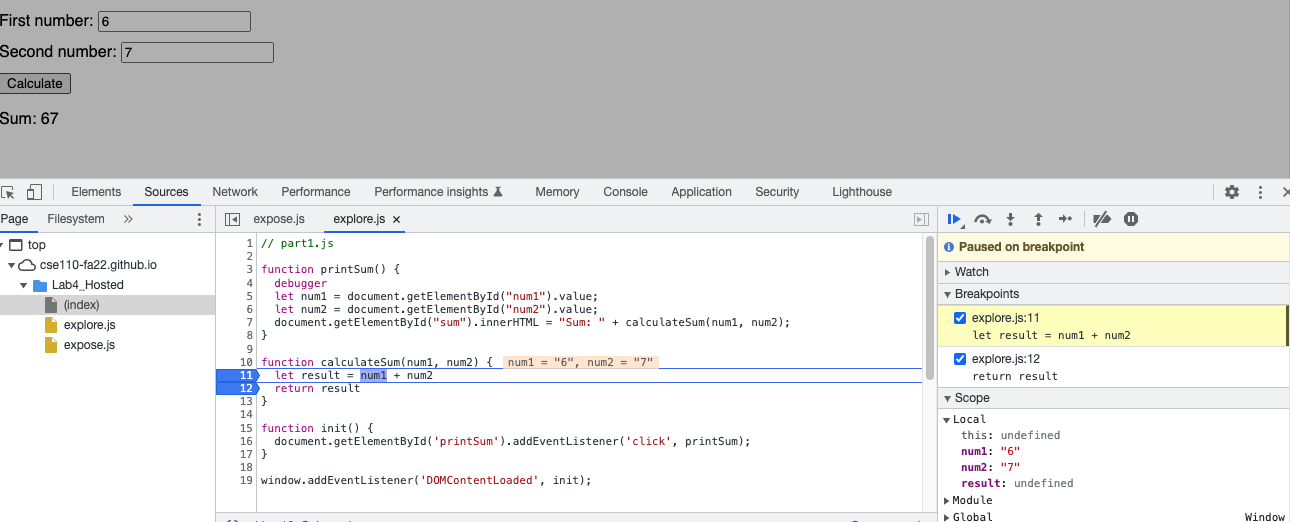 First number: 6
Second number: 7
Calculate
Sum: 67
Elements Sources Network Performance Performance insights Memory Console Application Security Lighthouse
Page Filesystem
expose.js explore.js
top
cse110-fa22.github.io
Lab4_Hosted
(index)
explore.js
expose.js
1 // part1.js
2
3 function printSum() {
4 debugger
5 let num1 = document.getElementById("num1").value;
6 let num2 = document.getElementById("num2").value;
7 document.getElementById("sum").innerHTML = "Sum: " + calculateSum(num1, num2);
8 }
9
10 function calculateSum(num1, num2) { num1 = "6", num2 = "7"
11 let result = num1 + num2
12 return result
13 }
14
15 function init() {
16 document.getElementById('printSum').addEventListener('click', printSum);
17 }
18
19 window.addEventListener('DOMContentLoaded', init);
Paused on breakpoint
Watch
Breakpoints
explore.js:11
let result = num1 + num2
explore.js:12
return result
Scope
Local
this: undefined
num1: "6"
num2: "7"
result: undefined
Module
Global Window